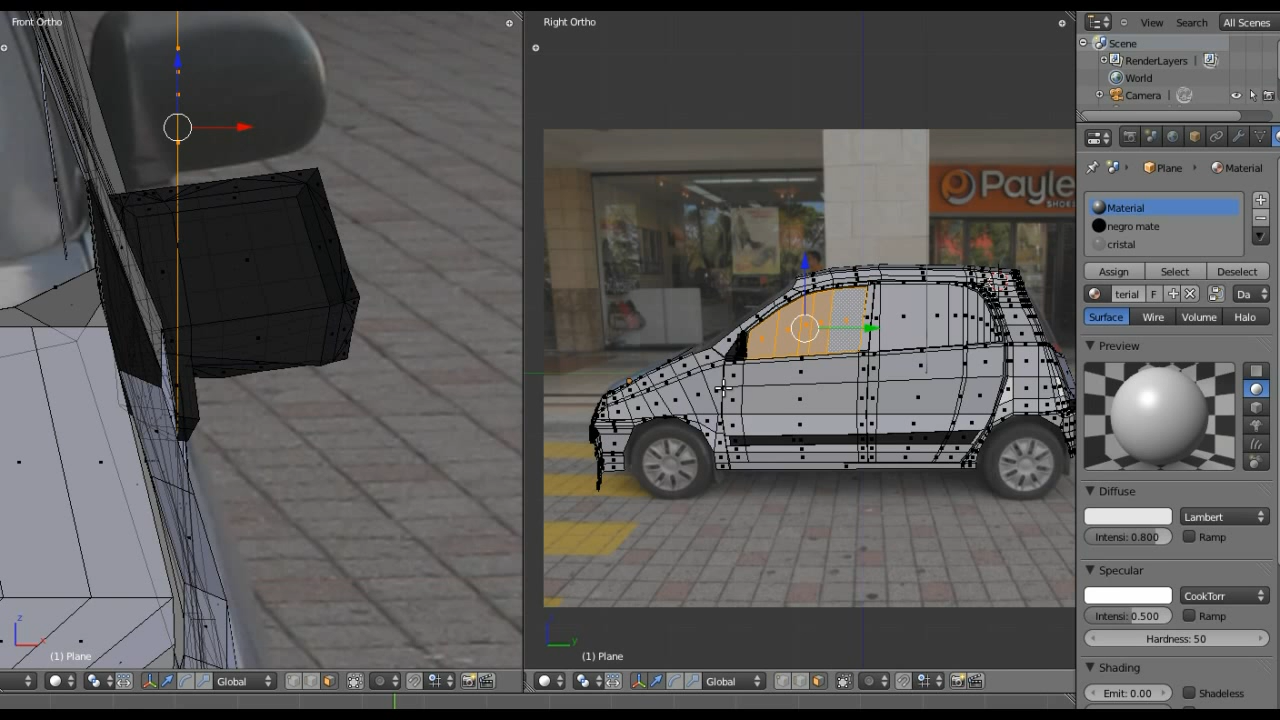 Front Ortho
Right Ortho
View Search All Scenes
Scene
RenderLayers
World
Camera
Payle
SHOES
Plane Material
Material
negro mate
cristal
Assign Select Deselect
terial F Da
Surface Wire Volume Halo
Preview
Diffuse
Lambert
Intensi: 0.800 Ramp
Specular
CookTorr
Intensi: 0.500 Ramp
Hardness: 50
Shading
Emit: 0.00 Shadeless
z
x
y
(1) Plane
(1) Plane
Global
Global